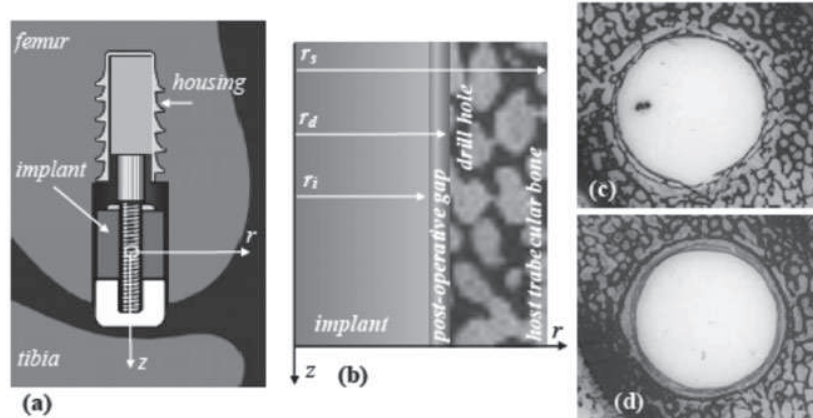 femur
housing
implant
r
tibia
z
(a)
r_s
r_d
r_i
post-operative gap
drill hole
host trabecular bone
implant
r
z
(b)
(c)
(d)